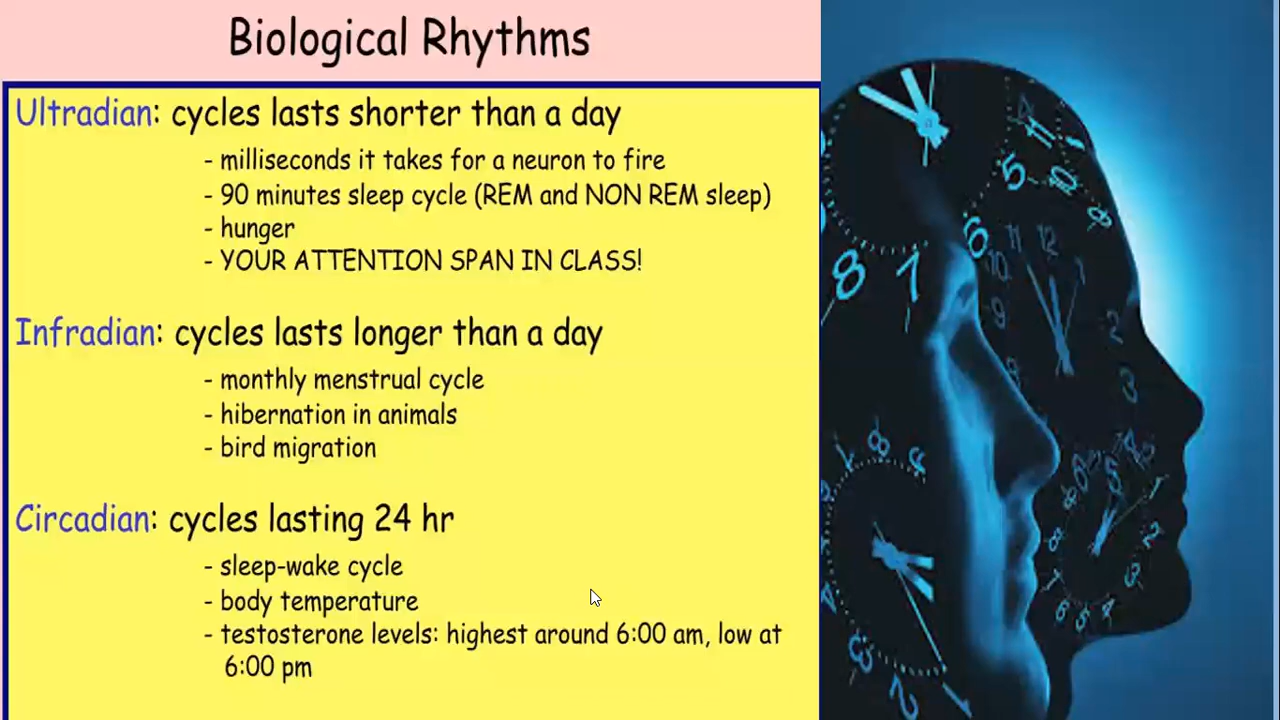 Biological Rhythms
Ultradian: cycles lasts shorter than a day
- milliseconds it takes for a neuron to fire
- 90 minutes sleep cycle (REM and NON REM sleep)
- hunger
- YOUR ATTENTION SPAN IN CLASS!
Infradian: cycles lasts longer than a day
- monthly menstrual cycle
- hibernation in animals
- bird migration
Circadian: cycles lasting 24 hr
- sleep-wake cycle
- body temperature
- testosterone levels: highest around 6:00 am, low at
6:00 pm